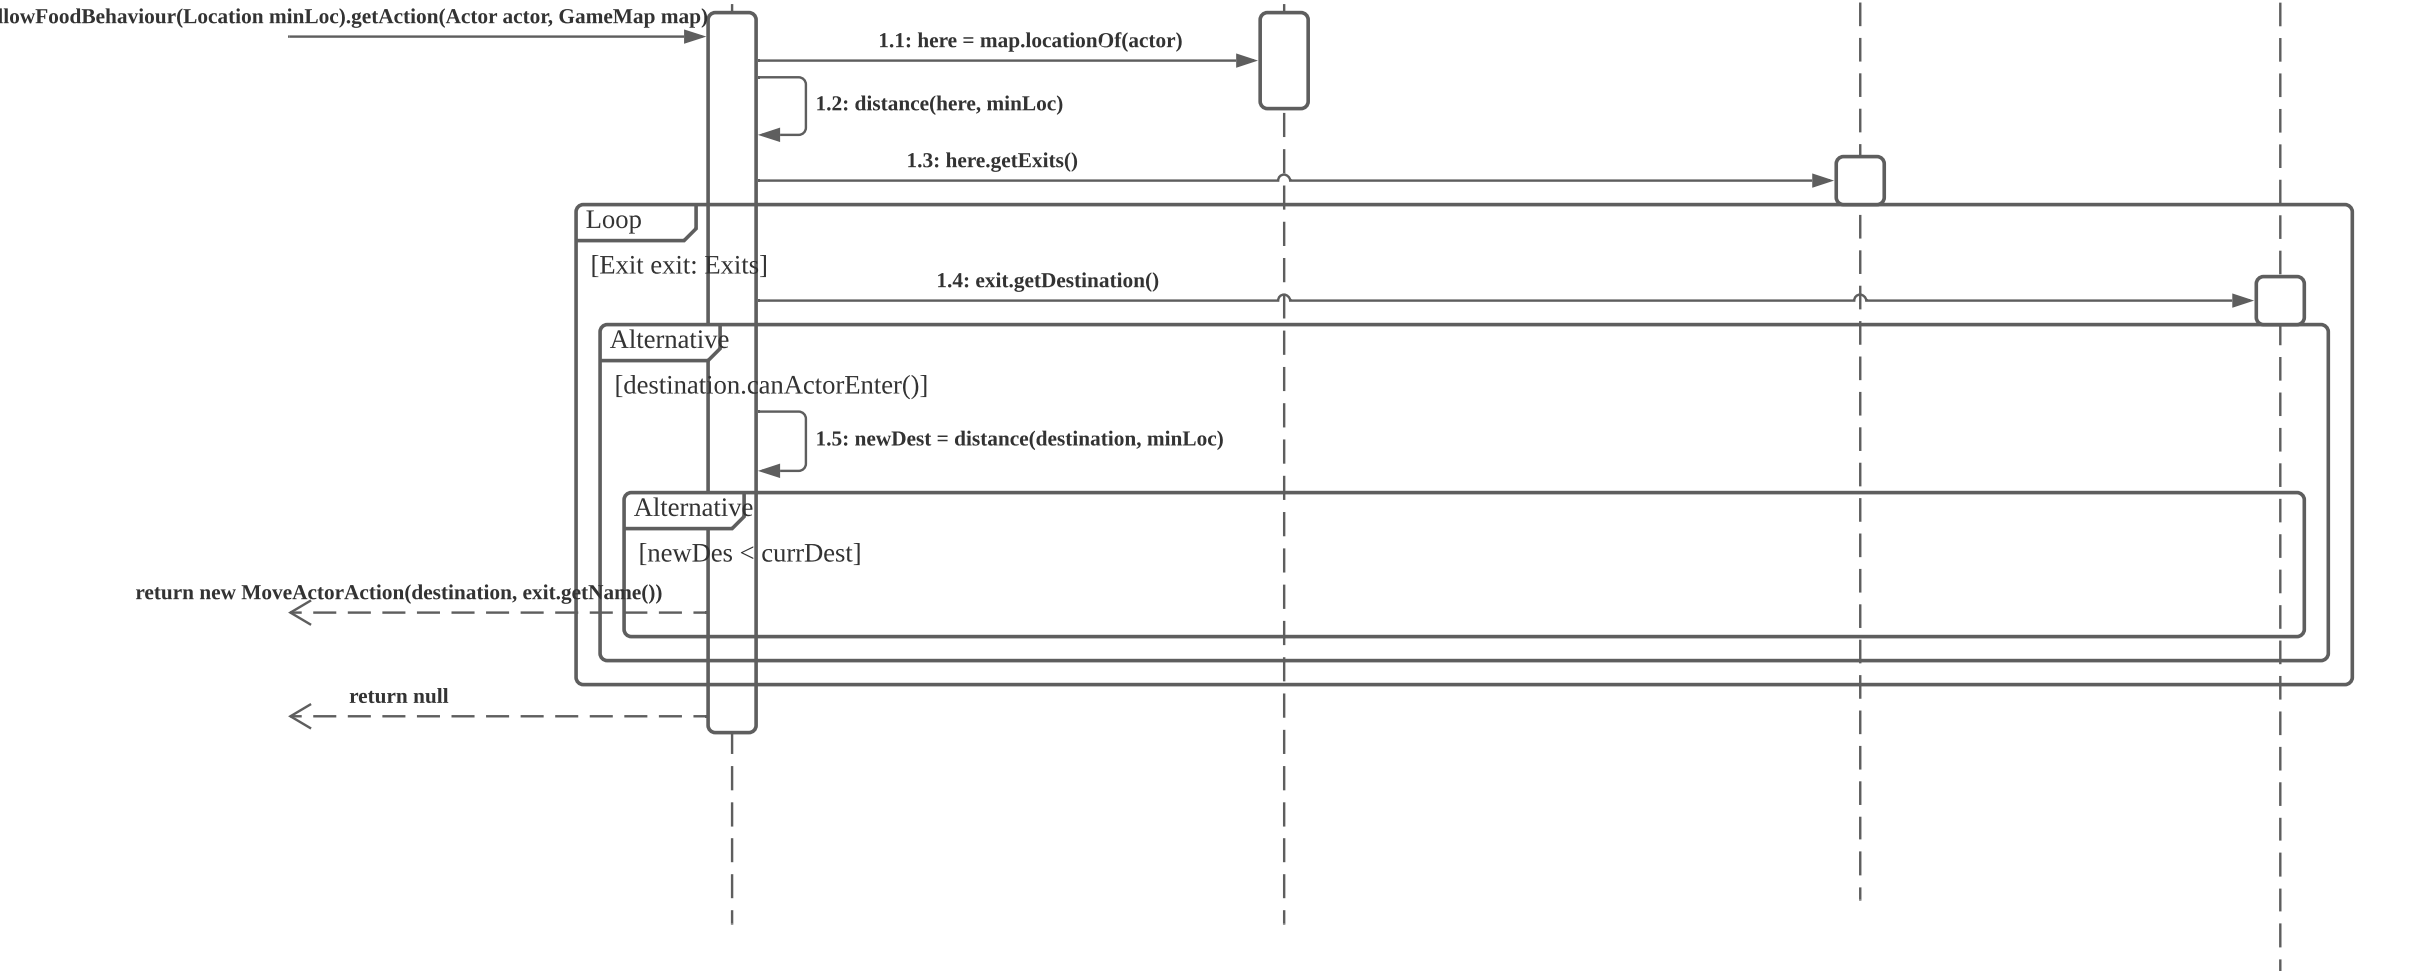 llowFoodBehaviour(Location minLoc).getAction(Actor actor, GameMap map)
1.1: here = map.locationOf(actor)
1.2: distance(here, minLoc)
1.3: here.getExits()
Loop
[Exit exit: Exits]
1.4: exit.getDestination()
Alternative
[destination.canActorEnter()]
1.5: newDest = distance(destination, minLoc)
Alternative
[newDes < currDest]
return new MoveActorAction(destination, exit.getName())
return null